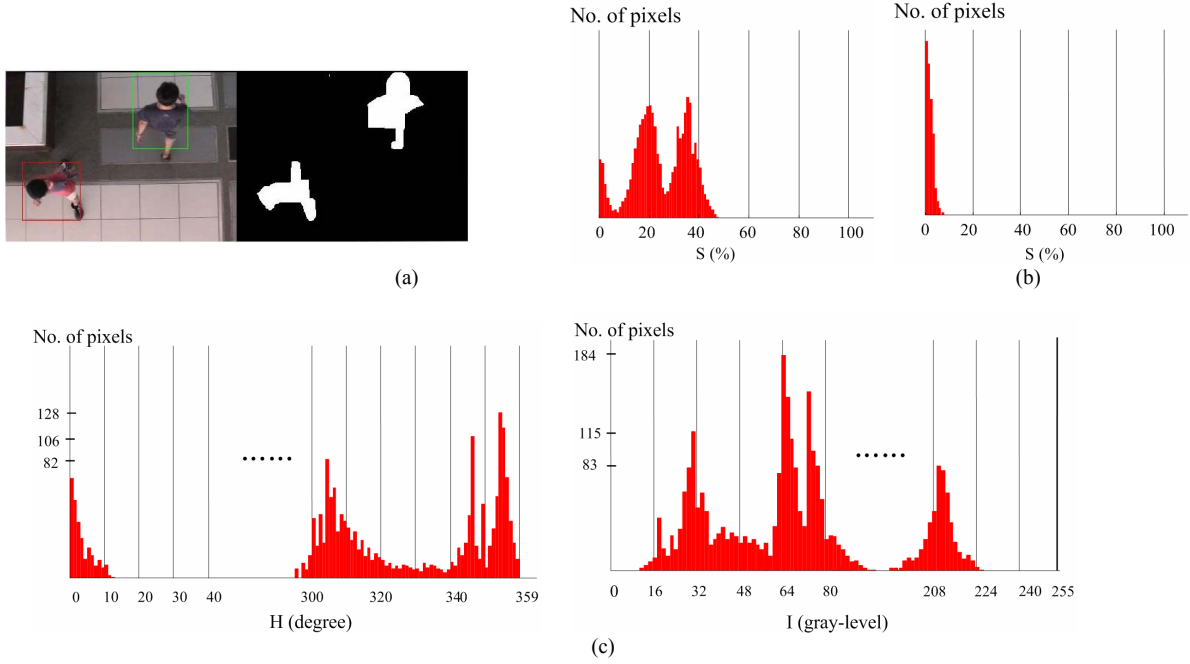 No. of pixels
0 20 40 60 80 100
S (%)
No. of pixels
0 20 40 60 80 100
S (%)
(a)
(b)
No. of pixels
128
106
82
......
0 10 20 30 40 300 320 340 359
H (degree)
No. of pixels
184
115
83
......
0 16 32 48 64 80 208 224 240 255
I (gray-level)
(c)